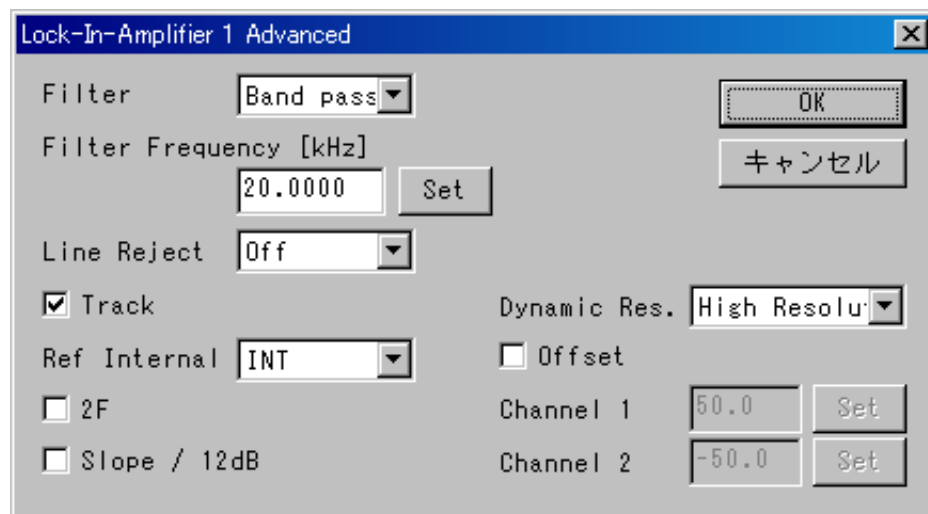 Lock-In-Amplifier 1 Advanced
Filter
Band pass
OK
Filter Frequency [kHz]
キャンセル
20.0000
Set
Line Reject
Off
Track
Dynamic Res.
High Resolu
Ref Internal
INT
Offset
2F
Channel 1
50.0
Set
Slope / 12dB
Channel 2
-50.0
Set